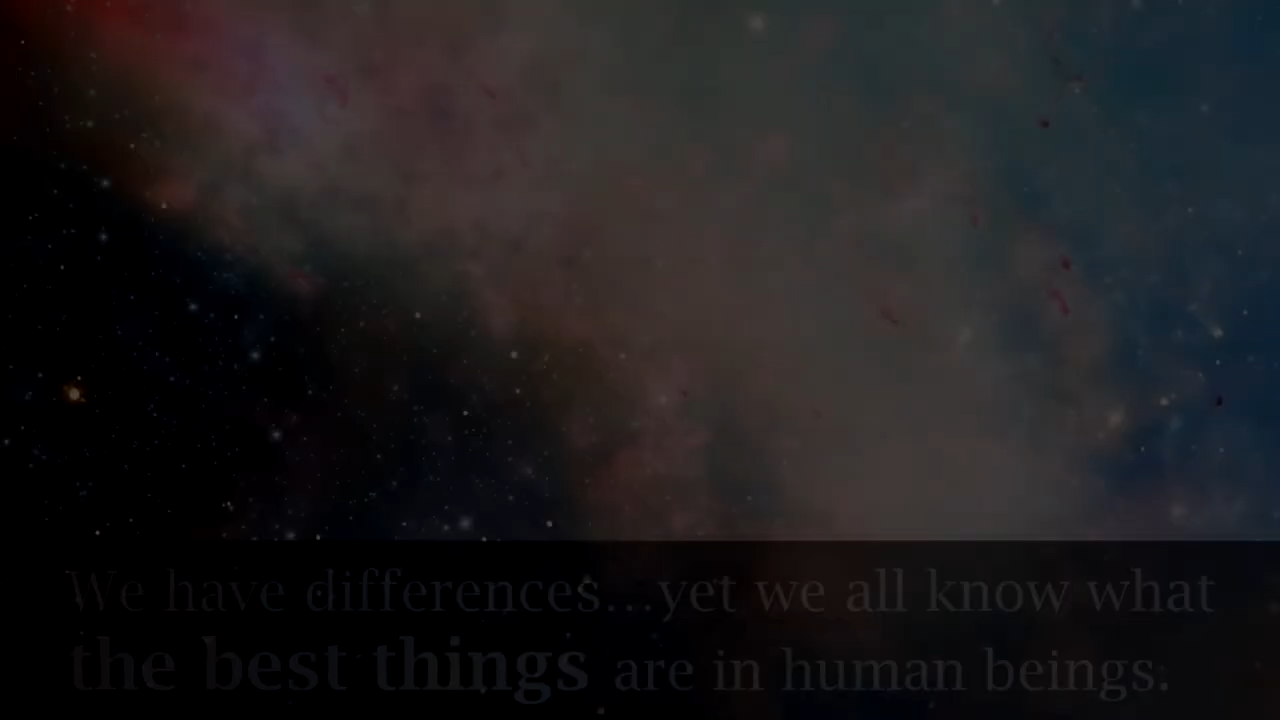 We have differences...yet we all know what
the best things are in human beings.